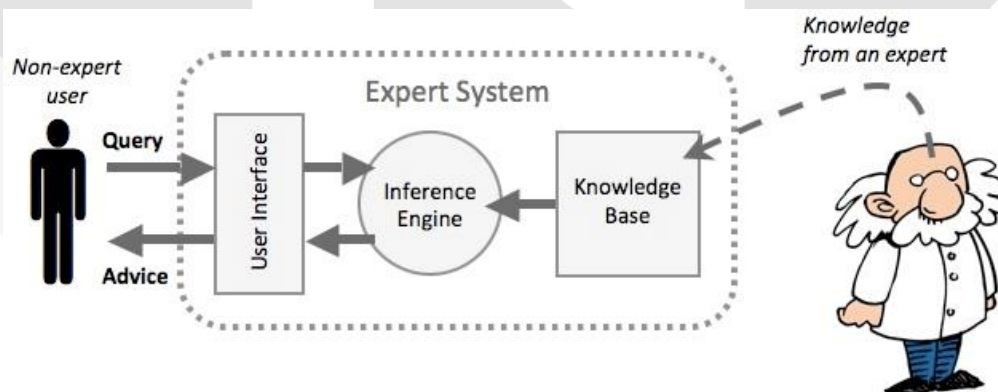 Knowledge
from an expert
Non-expert
user
Expert System
Query
User Interface
Inference
Engine
Knowledge
Base
Advice